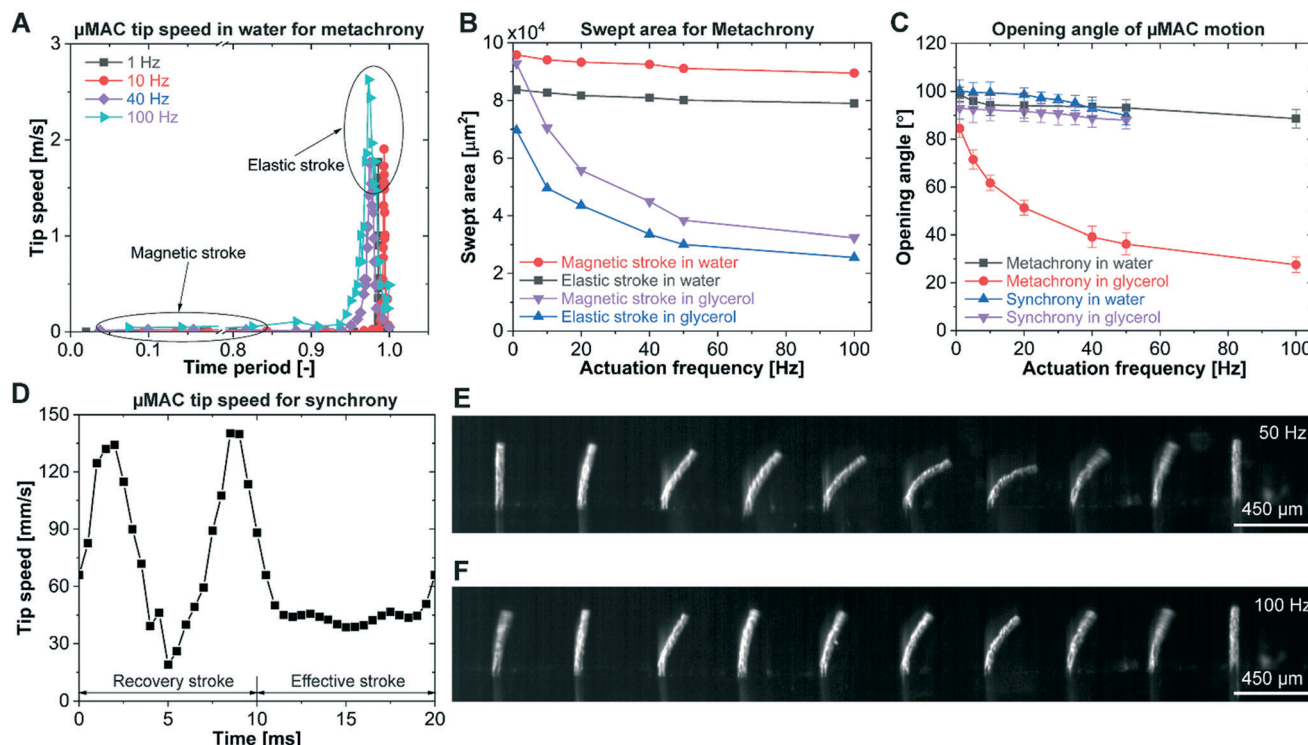 A
μMAC tip speed in water for metachrony
3
2
1
0
Tip speed [m/s]
1 Hz
10 Hz
40 Hz
100 Hz
Elastic stroke
Magnetic stroke
0.0 0.1 0.8 0.9 1.0
Time period [-]
B
Swept area for Metachrony
10 ×10⁴
8
6
4
2
0
Swept area [μm²]
Magnetic stroke in water
Elastic stroke in water
Magnetic stroke in glycerol
Elastic stroke in glycerol
0 20 40 60 80 100
Actuation frequency [Hz]
C
Opening angle of μMAC motion
120
100
80
60
40
20
0
Opening angle [°]
Metachrony in water
Metachrony in glycerol
Synchrony in water
Synchrony in glycerol
0 20 40 60 80 100
Actuation frequency [Hz]
D
μMAC tip speed for synchrony
150
120
90
60
30
0
Tip speed [mm/s]
Recovery stroke Effective stroke
0 5 10 15 20
Time [ms]
E
50 Hz
450 μm
F
100 Hz
450 μm